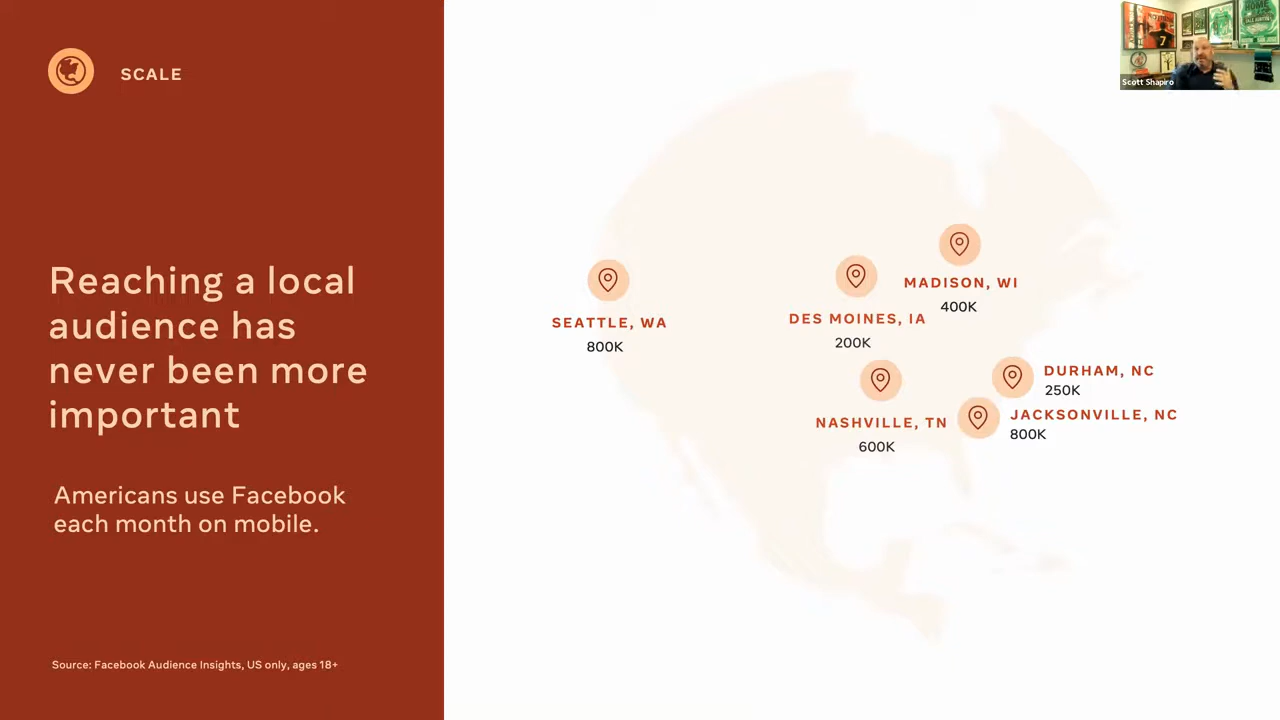 SCALE
Reaching a local
audience has
never been more
important
Americans use Facebook
each month on mobile.
Source: Facebook Audience Insights, US only, ages 18+
SEATTLE, WA
800K
DES MOINES, IA
200K
MADISON, WI
400K
NASHVILLE, TN
600K
DURHAM, NC
250K
JACKSONVILLE, NC
800K
Scott Shapiro
7